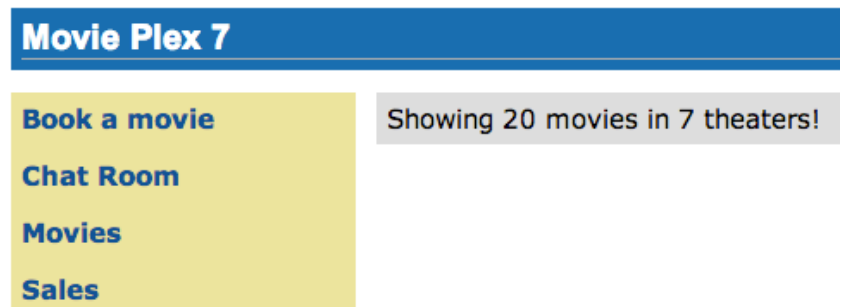 Movie Plex 7
Book a movie
Chat Room
Movies
Sales
Showing 20 movies in 7 theaters!